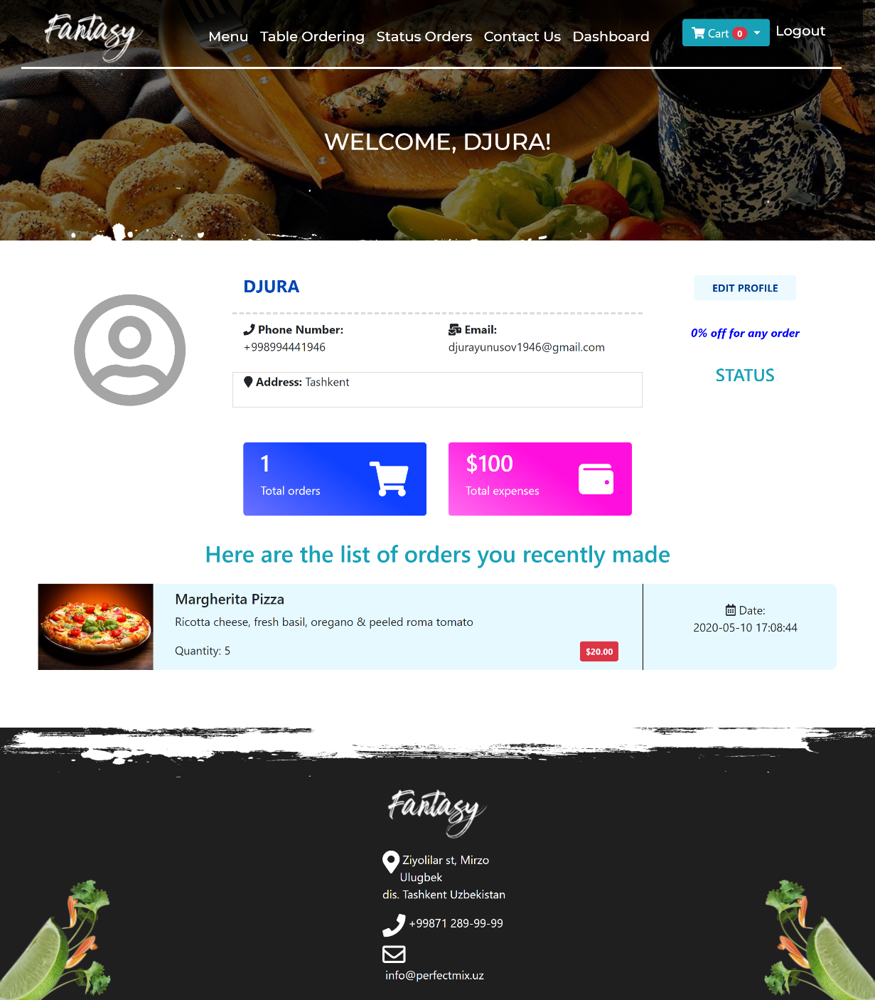 Fantasy
Menu Table Ordering Status Orders Contact Us Dashboard
Cart 0
Logout
WELCOME, DJURA!
DJURA
EDIT PROFILE
Phone Number:
+998994441946
Email:
djurayunusov1946@gmail.com
0% off for any order
Address: Tashkent
STATUS
1
Total orders
$100
Total expenses
Here are the list of orders you recently made
Margherita Pizza
Ricotta cheese, fresh basil, oregano & peeled roma tomato
Quantity: 5
$20.00
Date:
2020-05-10 17:08:44
Fantasy
Ziyolilar st, Mirzo
Ulugbek
dis. Tashkent Uzbekistan
+99871 289-99-99
info@perfectmix.uz